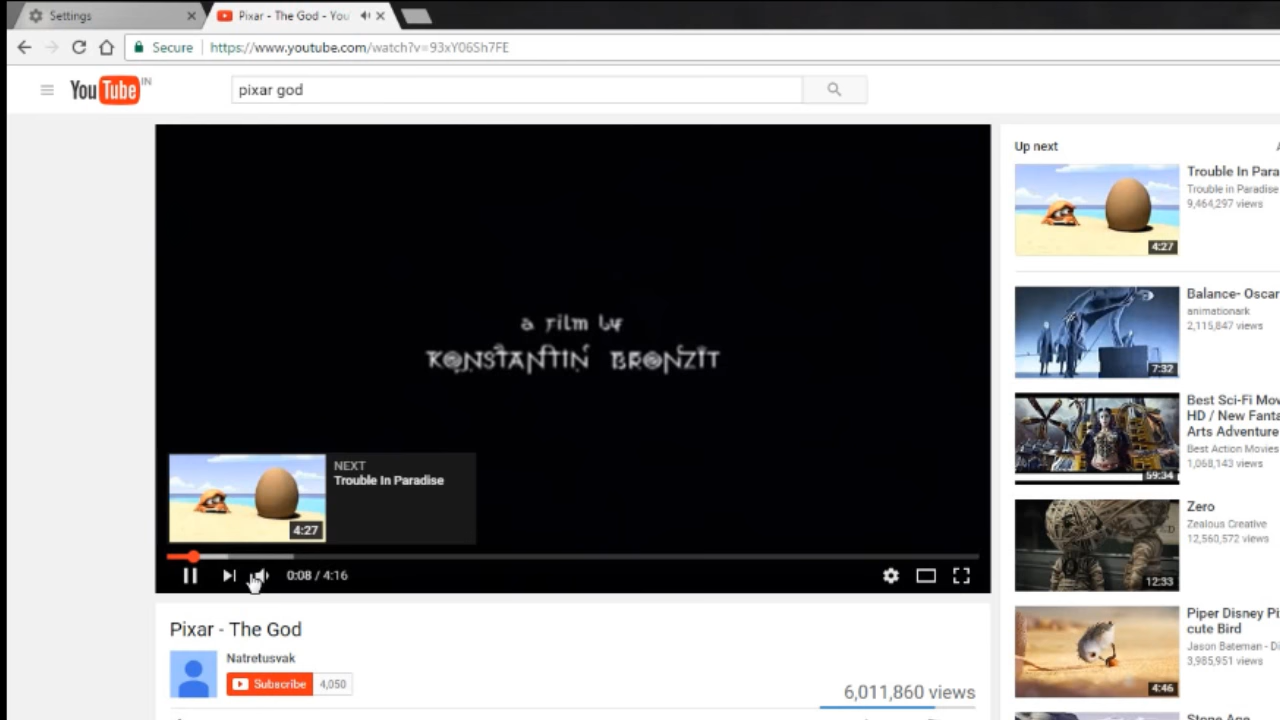 Settings
Pixar - The God - You
Secure
https://www.youtube.com/watch?v=93xY06Sh7FE
YouTube IN
pixar god
a film by
KONSTANTIN BRONZIT
NEXT
Trouble In Paradise
4:27
0:08 / 4:16
Pixar - The God
Natretusvak
Subscribe
4,050
6,011,860 views
Up next
Trouble In Para
Trouble in Paradise
9,464,297 views
4:27
Balance- Oscar
animationark
2,115,847 views
7:32
Best Sci-Fi Mov
HD / New Fanta
Arts Adventure
Best Action Movies
1,068,143 views
59:34
Zero
Zealous Creative
12,560,572 views
12:33
Piper Disney Pi
cute Bird
Jason Bateman - Di
3,985,951 views
4:46
Stone Age